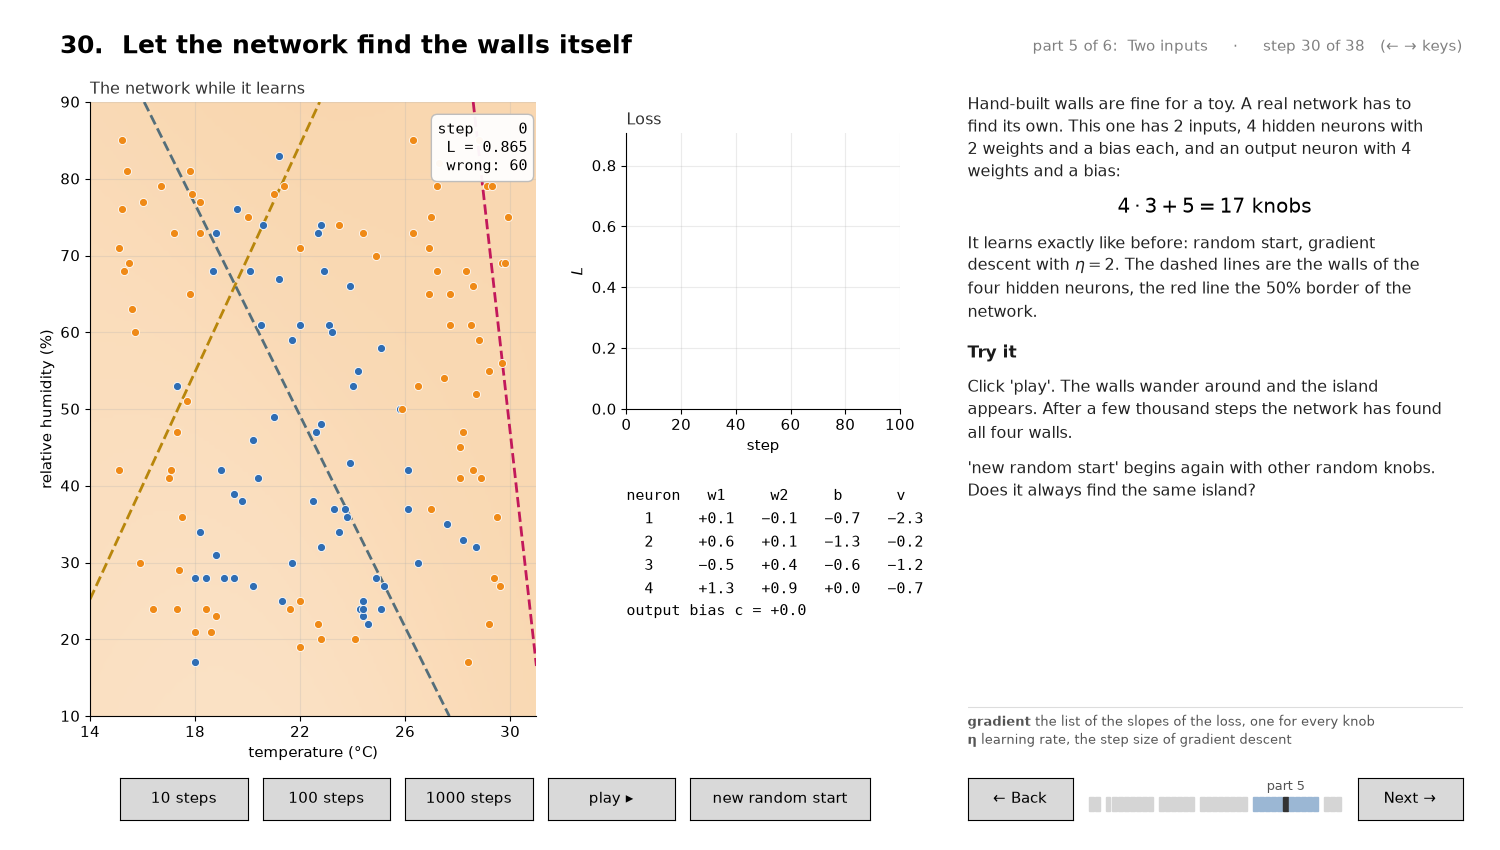 30.  Let the network find the walls itself
part 5 of 6:  Two inputs  ·  step 30 of 38  (← → keys)
The network while it learns
90
80
70
60
50
40
30
20
10
relative humidity (%)
14 18 22 26 30
temperature (°C)
step 0
L = 0.865
wrong: 60
Loss
0.8
0.6
0.4
0.2
0.0
L
0 20 40 60 80 100
step
neuron w1 w2 b v
1 +0.1 −0.1 −0.7 −2.3
2 +0.6 +0.1 −1.3 −0.2
3 −0.5 +0.4 −0.6 −1.2
4 +1.3 +0.9 +0.0 −0.7
output bias c = +0.0
Hand-built walls are fine for a toy. A real network has to
find its own. This one has 2 inputs, 4 hidden neurons with
2 weights and a bias each, and an output neuron with 4
weights and a bias:
4 · 3 + 5 = 17 knobs
It learns exactly like before: random start, gradient
descent with η = 2. The dashed lines are the walls of the
four hidden neurons, the red line the 50% border of the
network.
Try it
Click 'play'. The walls wander around and the island
appears. After a few thousand steps the network has found
all four walls.
'new random start' begins again with other random knobs.
Does it always find the same island?
gradient the list of the slopes of the loss, one for every knob
η learning rate, the step size of gradient descent
10 steps
100 steps
1000 steps
play ▸
new random start
← Back
part 5
Next →